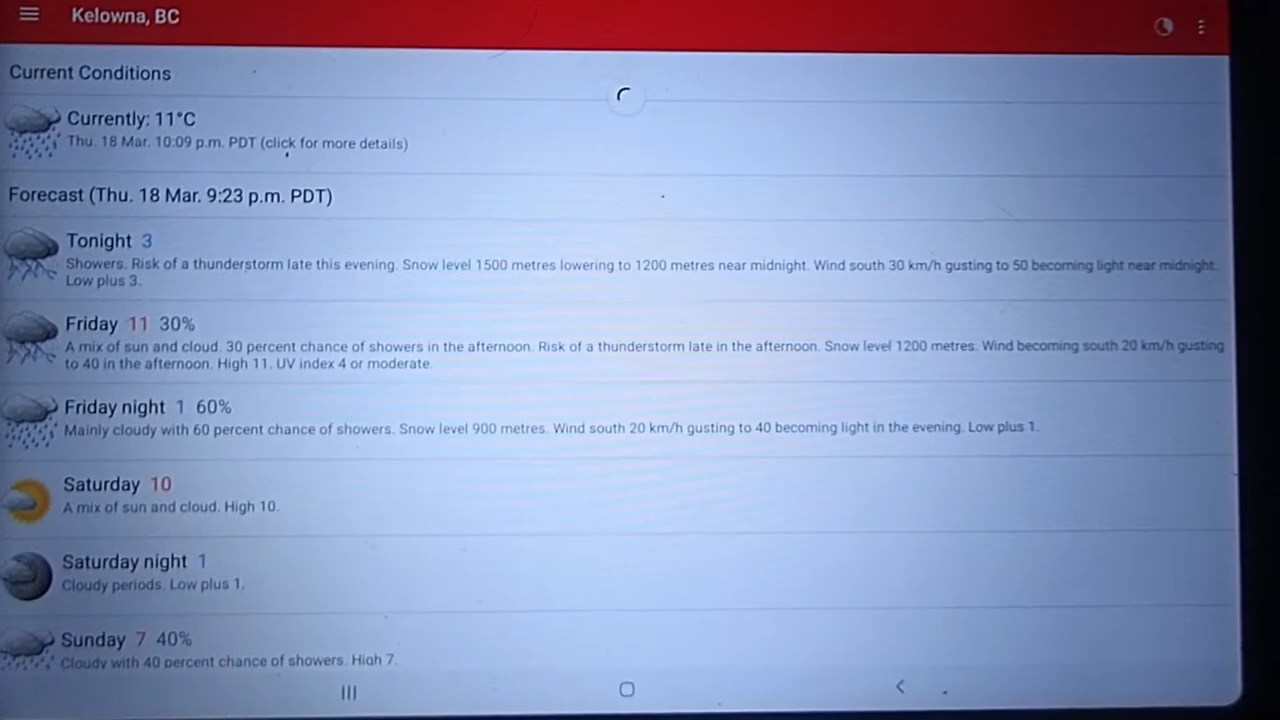 Kelowna, BC
Current Conditions
Currently: 11°C
Thu. 18 Mar. 10:09 p.m. PDT (click for more details)
Forecast (Thu. 18 Mar. 9:23 p.m. PDT)
Tonight 3
Showers. Risk of a thunderstorm late this evening. Snow level 1500 metres lowering to 1200 metres near midnight. Wind south 30 km/h gusting to 50 becoming light near midnight.
Low plus 3.
Friday 11 30%
A mix of sun and cloud. 30 percent chance of showers in the afternoon. Risk of a thunderstorm late in the afternoon. Snow level 1200 metres. Wind becoming south 20 km/h gusting
to 40 in the afternoon. High 11. UV index 4 or moderate.
Friday night 1 60%
Mainly cloudy with 60 percent chance of showers. Snow level 900 metres. Wind south 20 km/h gusting to 40 becoming light in the evening. Low plus 1.
Saturday 10
A mix of sun and cloud. High 10.
Saturday night 1
Cloudy periods. Low plus 1.
Sunday 7 40%
Cloudy with 40 percent chance of showers. High 7.